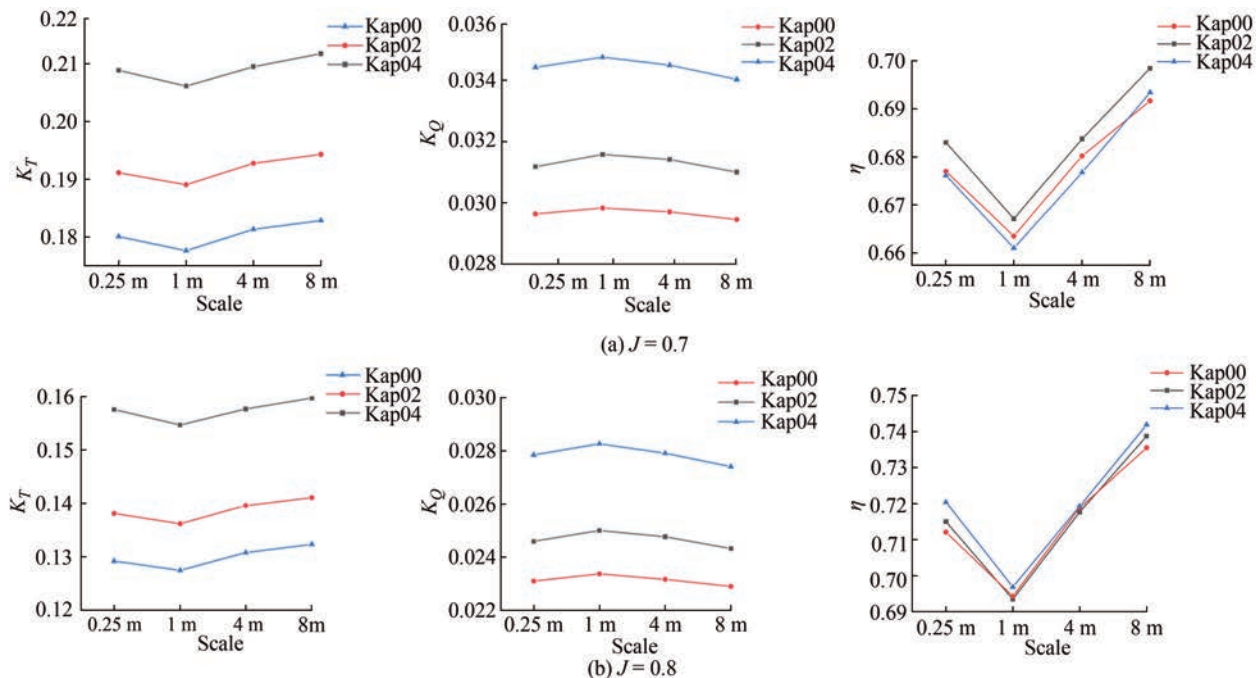 0.22
0.21
0.20
0.19
0.18
K_T
0.25 m 1 m 4 m 8 m
Scale
Kap00
Kap02
Kap04
0.036
0.034
0.032
0.030
0.028
K_Q
0.25 m 1 m 4 m 8 m
Scale
Kap00
Kap02
Kap04
0.70
0.69
0.68
0.67
0.66
η
0.25 m 1 m 4 m 8 m
Scale
Kap00
Kap02
Kap04
(a) J = 0.7
0.16
0.15
0.14
0.13
0.12
K_T
0.25 m 1 m 4 m 8 m
Scale
Kap00
Kap02
Kap04
0.030
0.028
0.026
0.024
0.022
K_Q
0.25 m 1 m 4 m 8 m
Scale
Kap00
Kap02
Kap04
0.75
0.74
0.73
0.72
0.71
0.70
0.69
η
0.25 m 1 m 4 m 8 m
Scale
Kap00
Kap02
Kap04
(b) J = 0.8